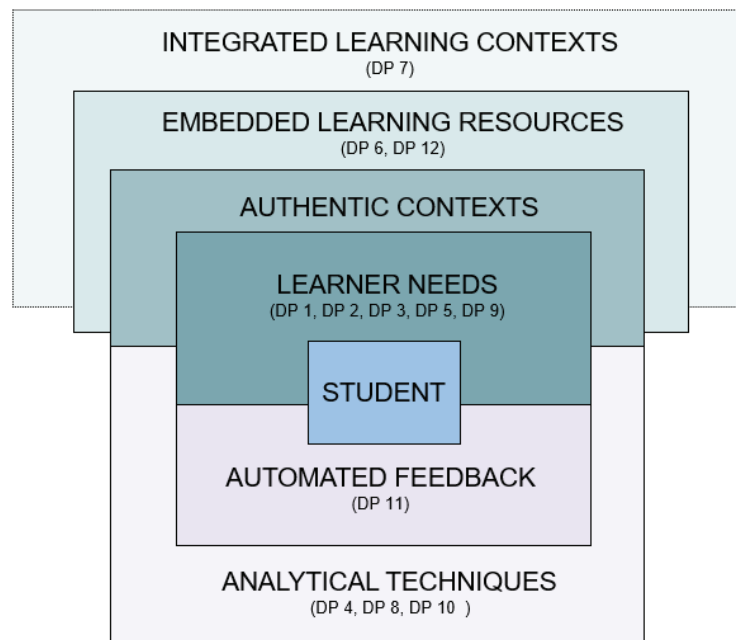 INTEGRATED LEARNING CONTEXTS
(DP 7)
EMBEDDED LEARNING RESOURCES
(DP 6, DP 12)
AUTHENTIC CONTEXTS
LEARNER NEEDS
(DP 1, DP 2, DP 3, DP 5, DP 9)
STUDENT
AUTOMATED FEEDBACK
(DP 11)
ANALYTICAL TECHNIQUES
(DP 4, DP 8, DP 10  )